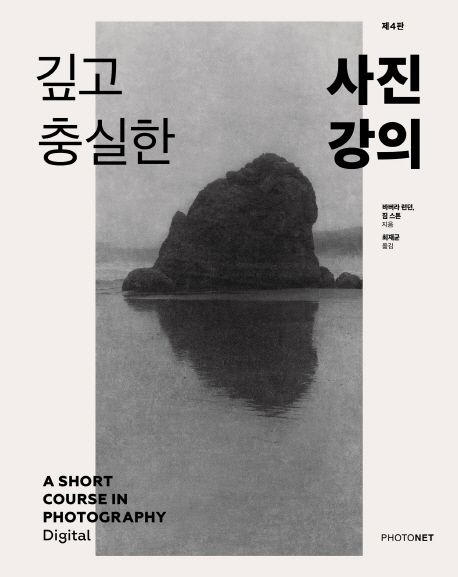 제4판
깊고
충실한
사진
강의
바버라 런던,
짐 스톤
지음
최재균
옮김
A SHORT
COURSE IN
PHOTOGRAPHY
Digital
PHOTONET